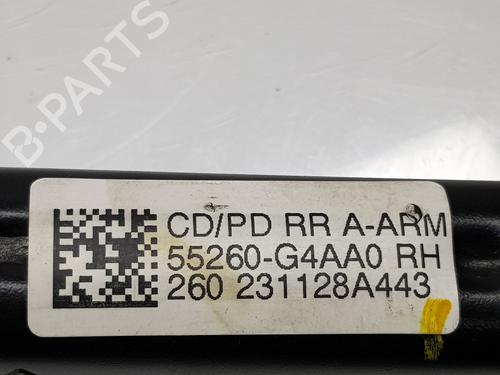 B-PARTS
CD/PD RR A-ARM
55260-G4AA0 RH
260 231128A443